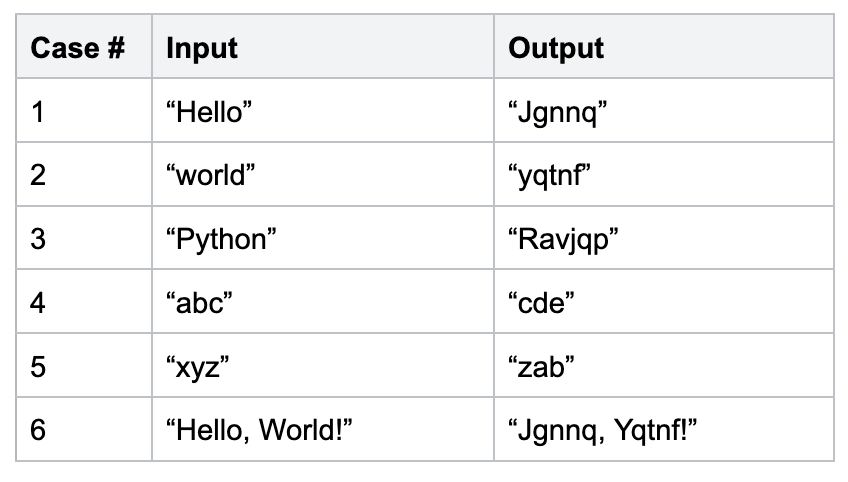 Case # Input Output
1 “Hello” “Jgnnq”
2 “world” “yqtnf”
3 “Python” “Ravjqp”
4 “abc” “cde”
5 “xyz” “zab”
6 “Hello, World!” “Jgnnq, Yqtnf!”